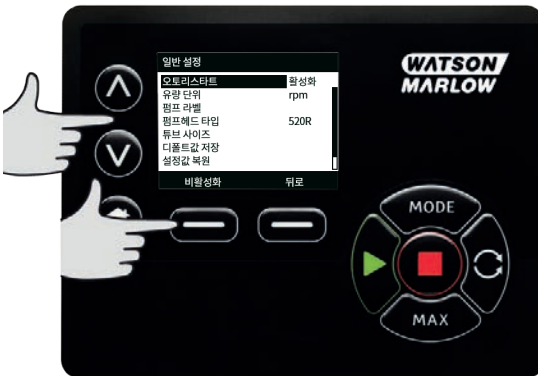 일반 설정
오토리스타트 활성화
유량 단위 rpm
펌프 라벨
펌프헤드 타입 520R
튜브 사이즈
디폴트값 저장
설정값 복원
비활성화 뒤로
WATSON
MARLOW
MODE
MAX